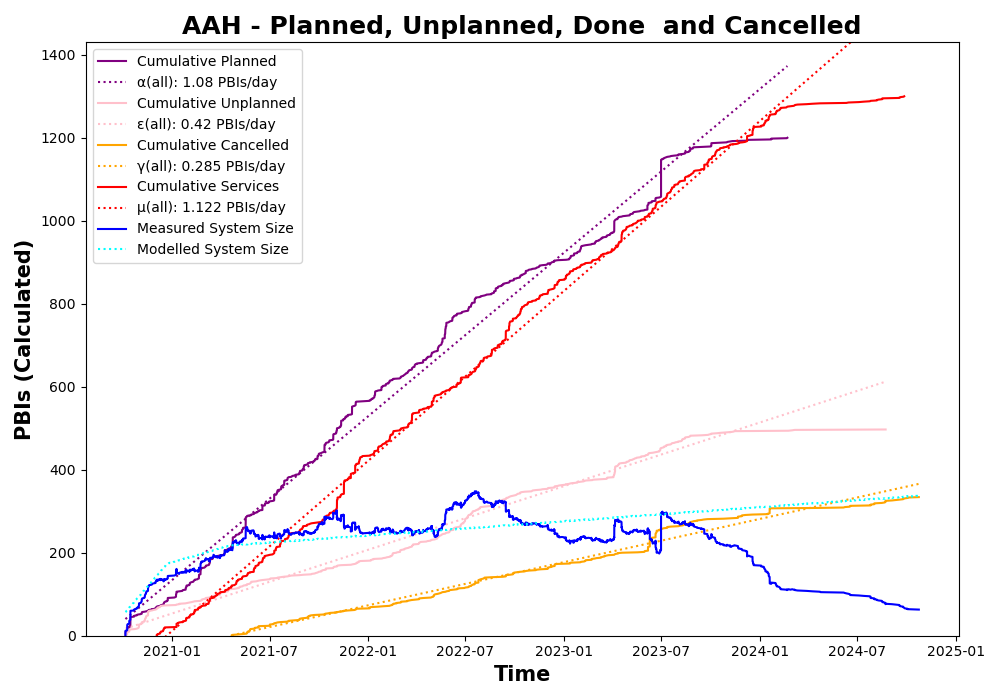 AAH - Planned, Unplanned, Done  and Cancelled
Cumulative Planned
α(all): 1.08 PBIs/day
Cumulative Unplanned
ε(all): 0.42 PBIs/day
Cumulative Cancelled
γ(all): 0.285 PBIs/day
Cumulative Services
μ(all): 1.122 PBIs/day
Measured System Size
Modelled System Size
PBIs (Calculated)
1400
1200
1000
800
600
400
200
0
2021-01 2021-07 2022-01 2022-07 2023-01 2023-07 2024-01 2024-07 2025-01
Time